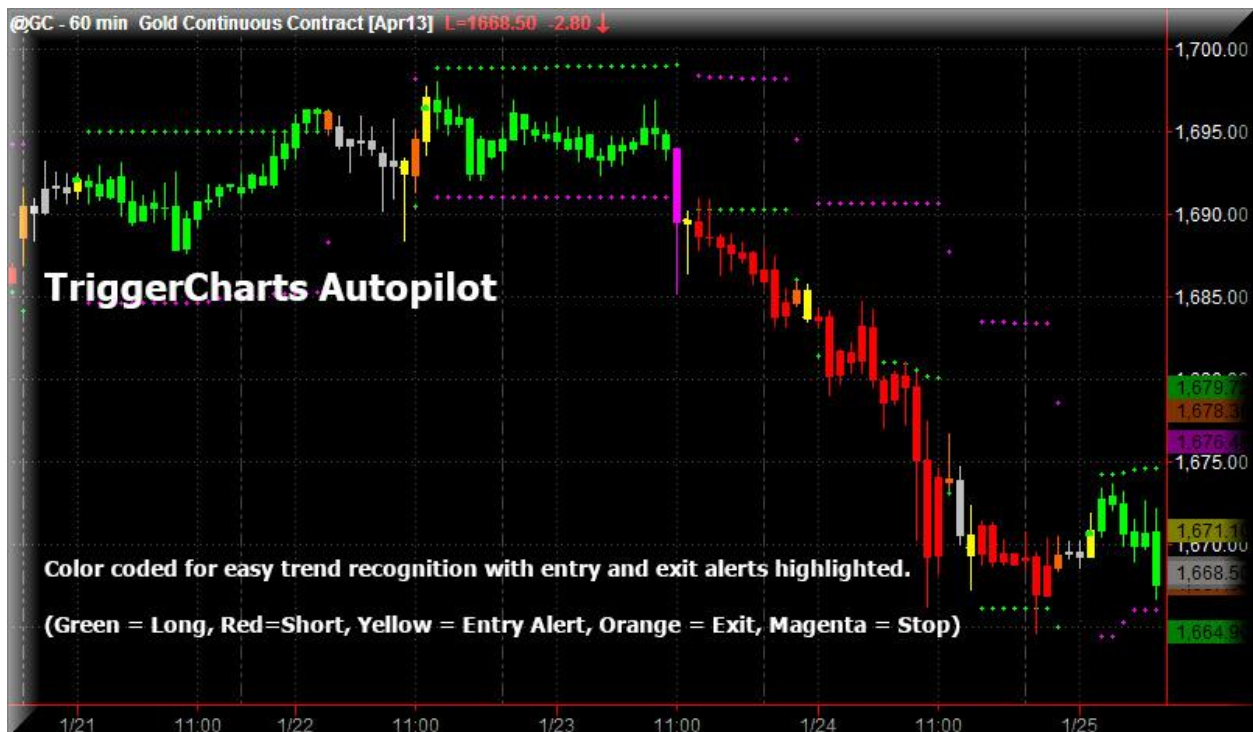 @GC - 60 min Gold Continuous Contract [Apr13] L=1668.50 -2.80
1,700.00
1,695.00
1,690.00
TriggerCharts Autopilot
1,685.00
1,675.00
1,670.00
1,668.50
Color coded for easy trend recognition with entry and exit alerts highlighted.
(Green = Long, Red=Short, Yellow = Entry Alert, Orange = Exit, Magenta = Stop)
1/21 11:00 1/22 11:00 1/23 11:00 1/24 11:00 1/25